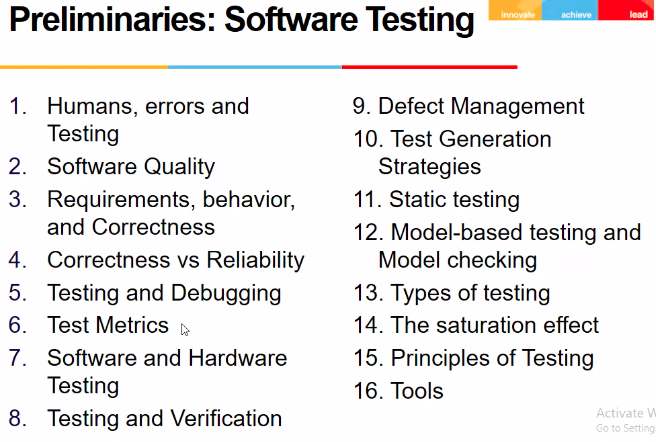 Preliminaries: Software Testing
innovate achieve lead
1. Humans, errors and
Testing
2. Software Quality
3. Requirements, behavior,
and Correctness
4. Correctness vs Reliability
5. Testing and Debugging
6. Test Metrics
7. Software and Hardware
Testing
8. Testing and Verification
9. Defect Management
10. Test Generation
Strategies
11. Static testing
12. Model-based testing and
Model checking
13. Types of testing
14. The saturation effect
15. Principles of Testing
16. Tools
Activate W
Go to Setting